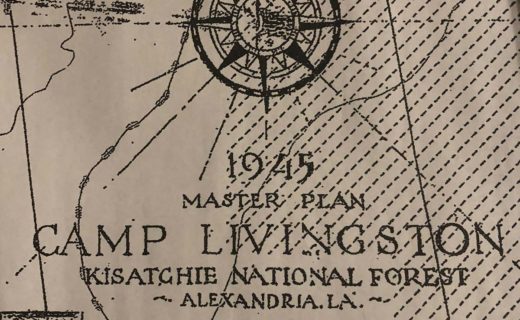 1945
MASTER PLAN
CAMP LIVINGSTON
KISATCHIE NATIONAL FOREST
~ ALEXANDRIA. LA. ~